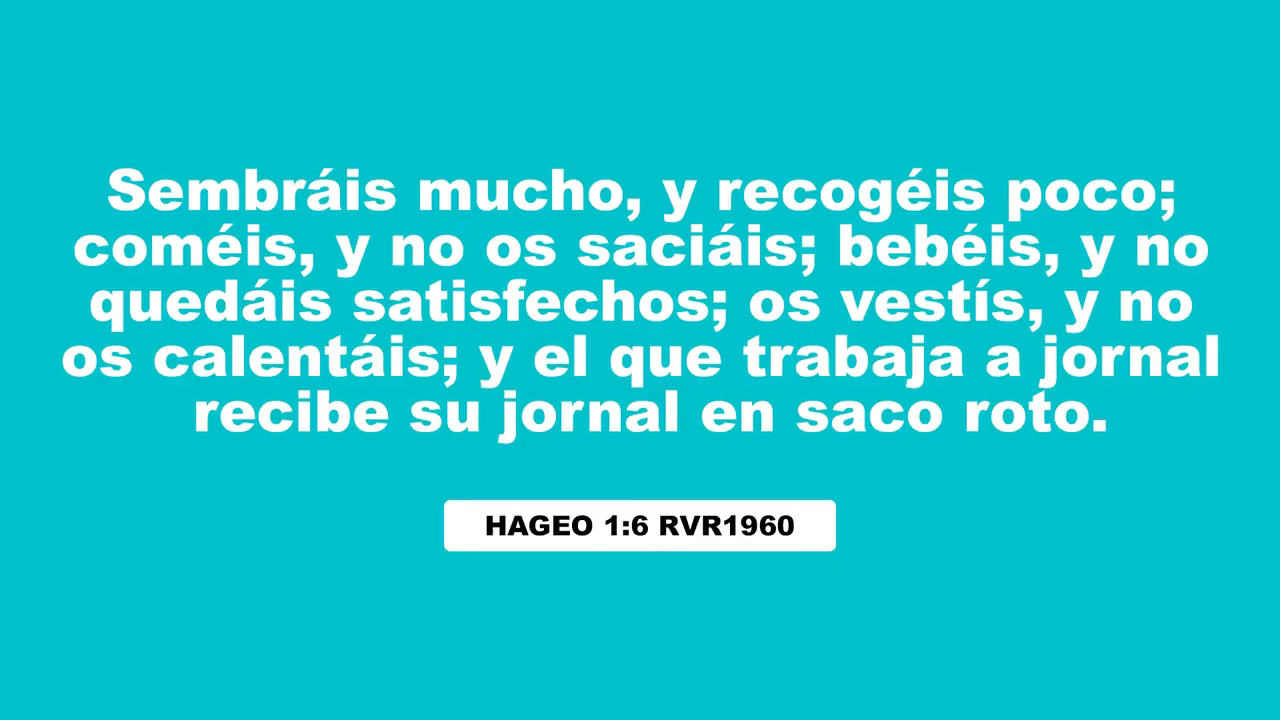 Sembráis mucho, y recogéis poco;
coméis, y no os saciáis; bebéis, y no
quedáis satisfechos; os vestís, y no
os calentáis; y el que trabaja a jornal
recibe su jornal en saco roto.
HAGEO 1:6 RVR1960